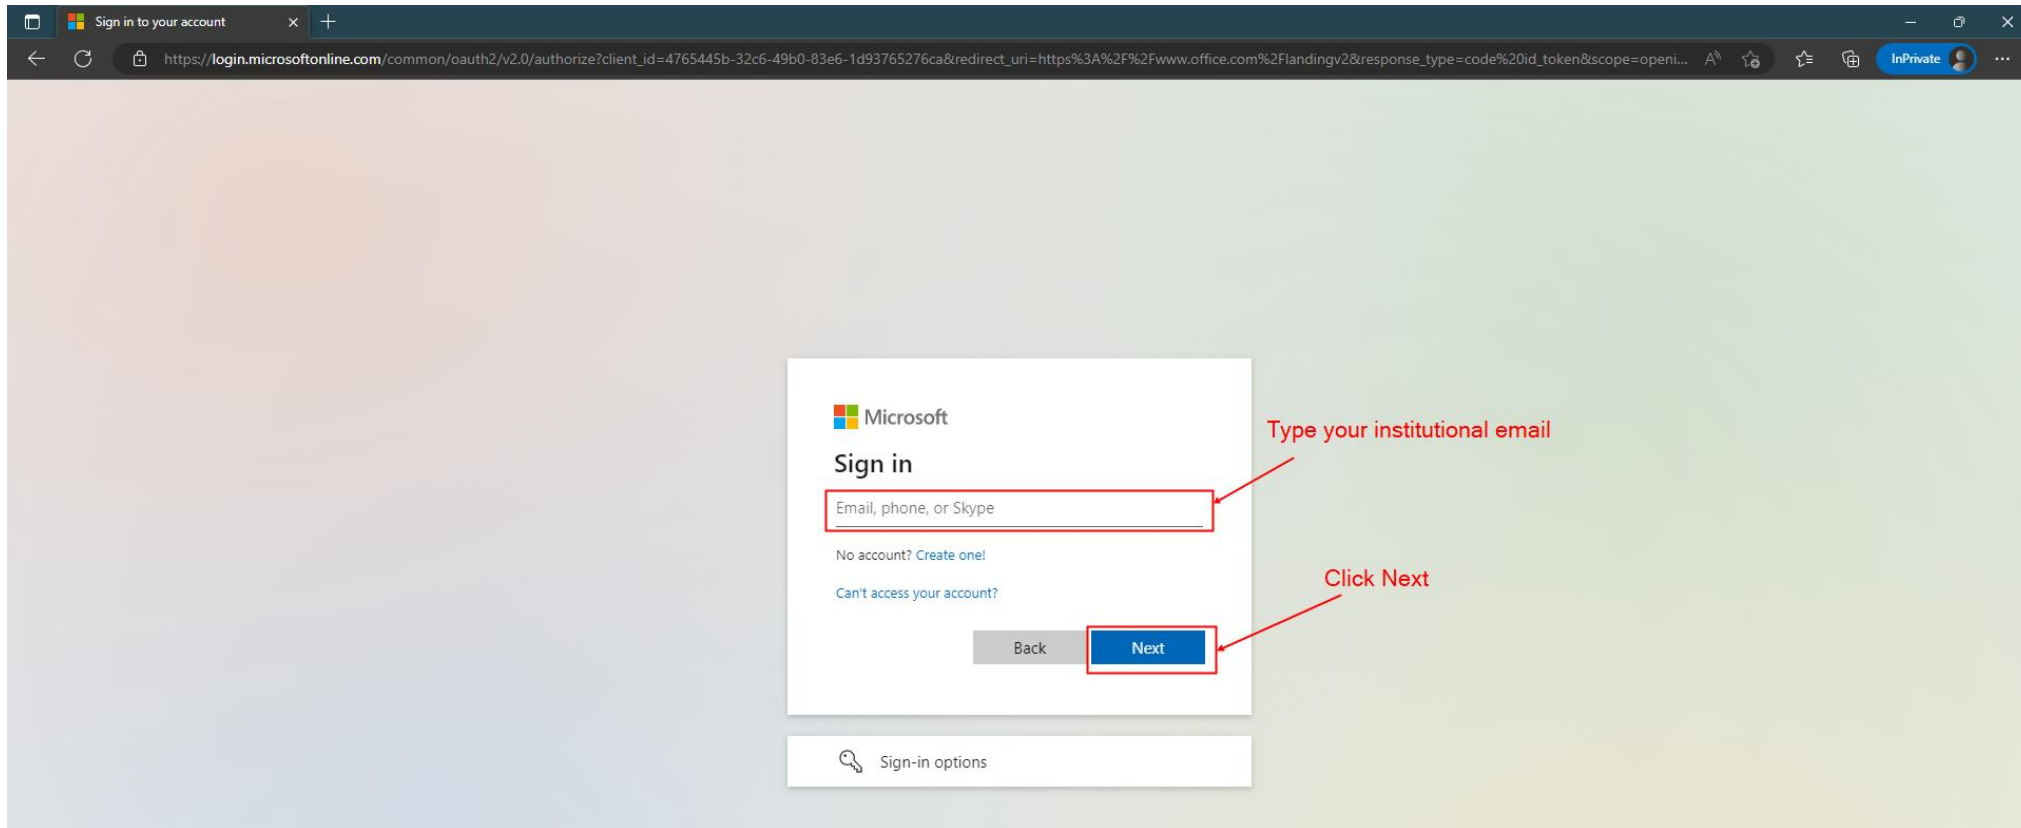 Sign in to your account
https://login.microsoftonline.com/common/oauth2/v2.0/authorize?client_id=4765445b-32c6-49b0-83e6-1d93765276ca&redirect_uri=https%3A%2F%2Fwww.office.com%2Flandingv2&response_type=code%20id_token&scope=openi...
InPrivate
Microsoft
Type your institutional email
Sign in
Email, phone, or Skype
No account? Create one!
Click Next
Can't access your account?
Back Next
Sign-in options